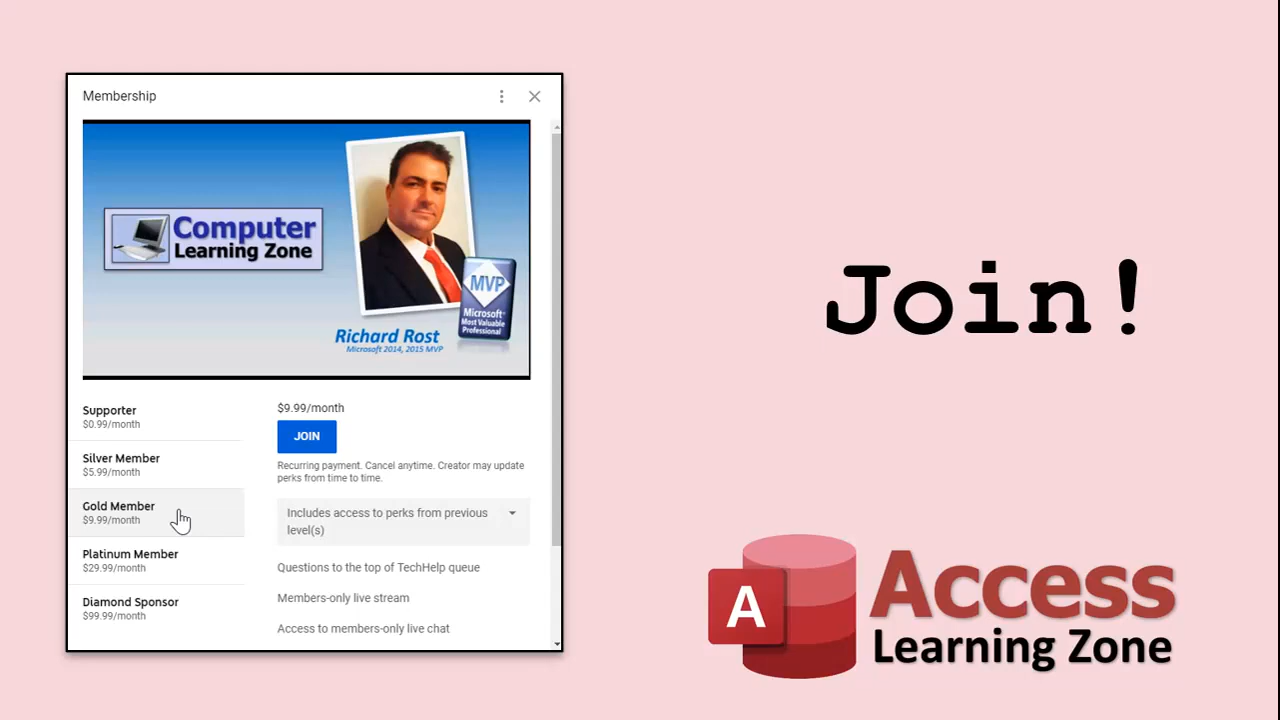 Membership
Computer
Learning Zone
MVP
Microsoft
Most Valuable
Professional
Richard Rost
Microsoft 2014, 2015 MVP
Supporter
$0.99/month
Silver Member
$5.99/month
Gold Member
$9.99/month
Platinum Member
$29.99/month
Diamond Sponsor
$99.99/month
$9.99/month
JOIN
Recurring payment. Cancel anytime. Creator may update
perks from time to time.
Includes access to perks from previous
level(s)
Questions to the top of TechHelp queue
Members-only live stream
Access to members-only live chat
Join!
A
Access
Learning Zone